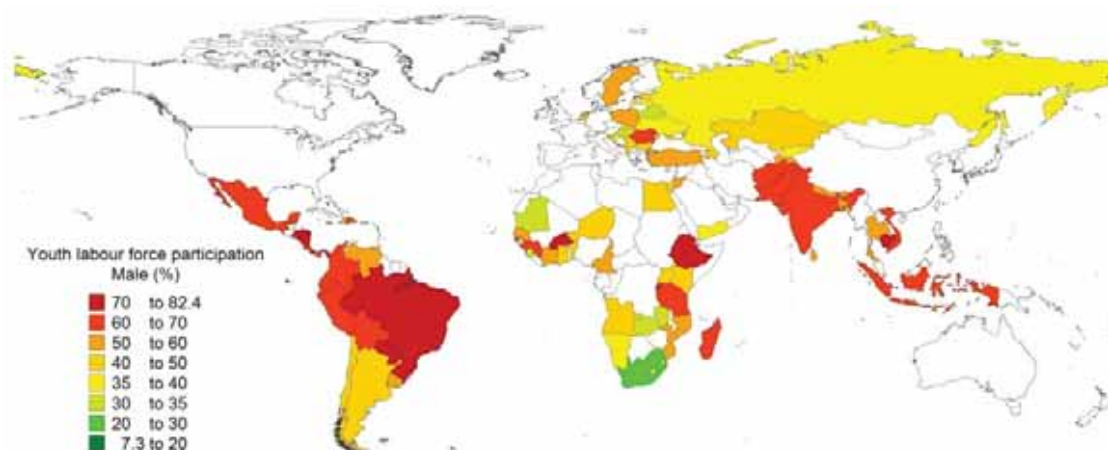 Youth labour force participation
Male (%)
70 to 82.4
60 to 70
50 to 60
40 to 50
35 to 40
30 to 35
20 to 30
7.3 to 20